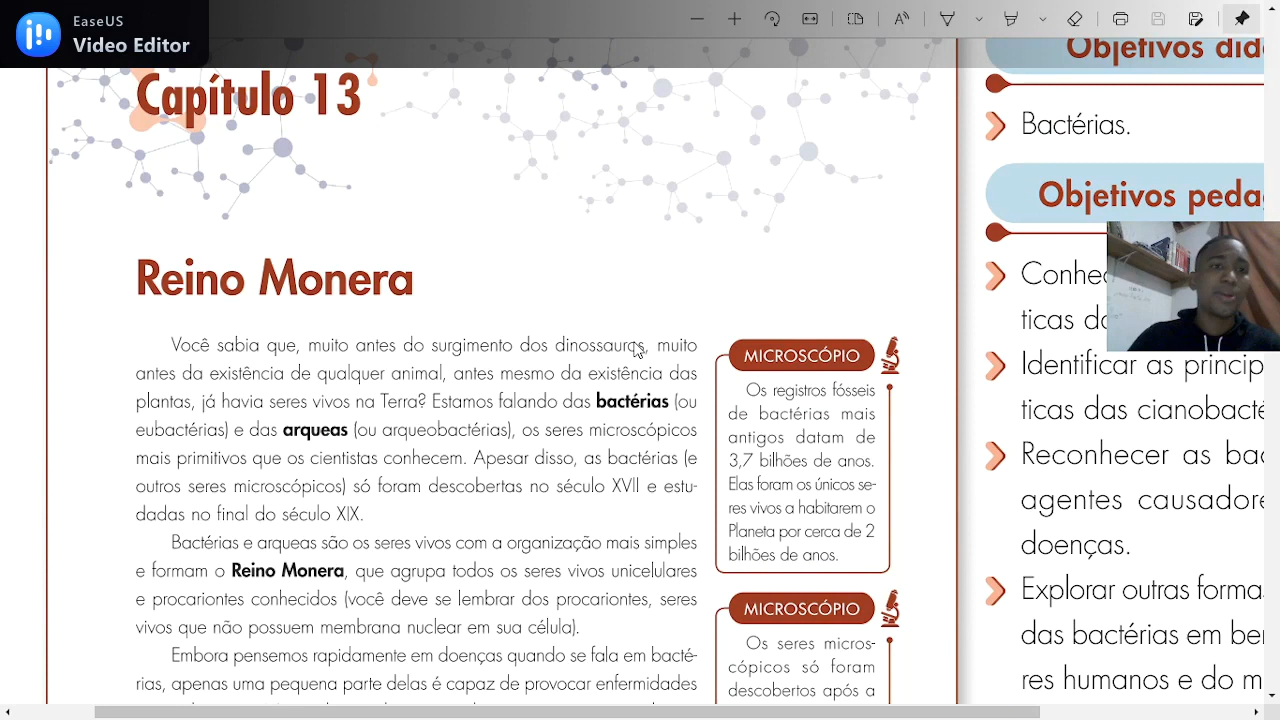 EaseUS
Video Editor
Capítulo 13
Reino Monera
Você sabia que, muito antes do surgimento dos dinossauros, muito
antes da existência de qualquer animal, antes mesmo da existência das
plantas, já havia seres vivos na Terra? Estamos falando das bactérias (ou
eubactérias) e das arqueas (ou arqueobactérias), os seres microscópicos
mais primitivos que os cientistas conhecem. Apesar disso, as bactérias (e
outros seres microscópicos) só foram descobertas no século XVII e estu-
dadas no final do século XIX.
Bactérias e arqueas são os seres vivos com a organização mais simples
e formam o Reino Monera, que agrupa todos os seres vivos unicelulares
e procariontes conhecidos (você deve se lembrar dos procariontes, seres
vivos que não possuem membrana nuclear em sua célula).
Embora pensemos rapidamente em doenças quando se fala em bacté-
rias, apenas uma pequena parte delas é capaz de provocar enfermidades
MICROSCÓPIO
Os registros fósseis
de bactérias mais
antigos datam de
3,7 bilhões de anos.
Elas foram os únicos se-
res vivos a habitarem o
Planeta por cerca de 2
bilhões de anos.
MICROSCÓPIO
Os seres micros-
cópicos só foram
descobertos após a
Objetivos did
Bactérias.
Objetivos peda
Conhe
ticas d
Identificar as princip
ticas das cianobacté
Reconhecer as ba
agentes causadore
doenças.
Explorar outras forma
das bactérias em be
res humanos e do m